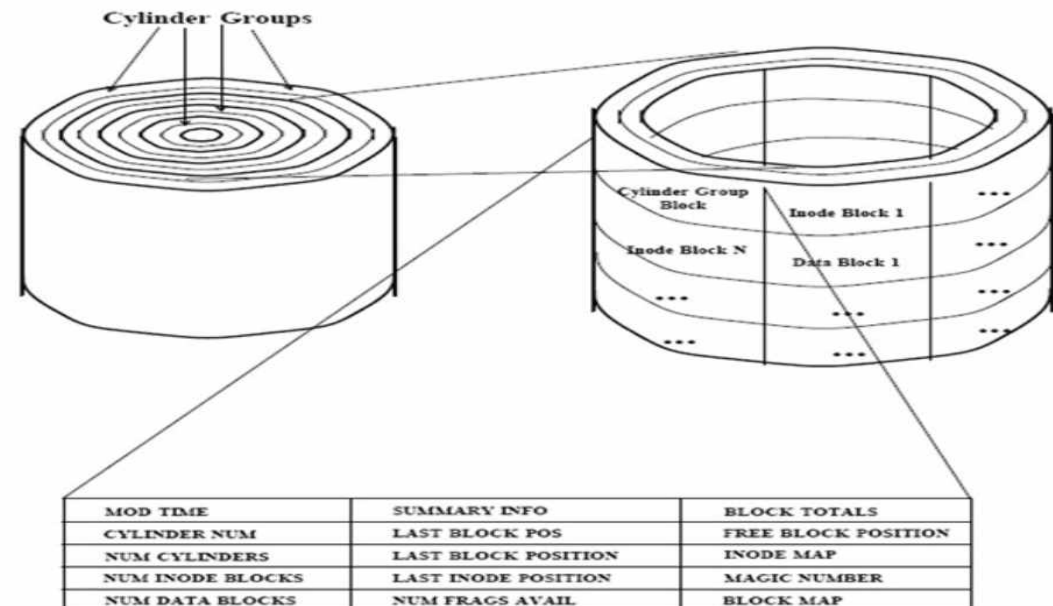 Cylinder Groups
Cylinder Group
Block
Inode Block 1
...
Inode Block N
Data Block 1
...
...
...
...
...
...
...
MOD TIME SUMMARY INFO BLOCK TOTALS
CYLINDER NUM LAST BLOCK POS FREE BLOCK POSITION
NUM CYLINDERS LAST BLOCK POSITION INODE MAP
NUM INODE BLOCKS LAST INODE POSITION MAGIC NUMBER
NUM DATA BLOCKS NUM FRAGS AVAIL BLOCK MAP